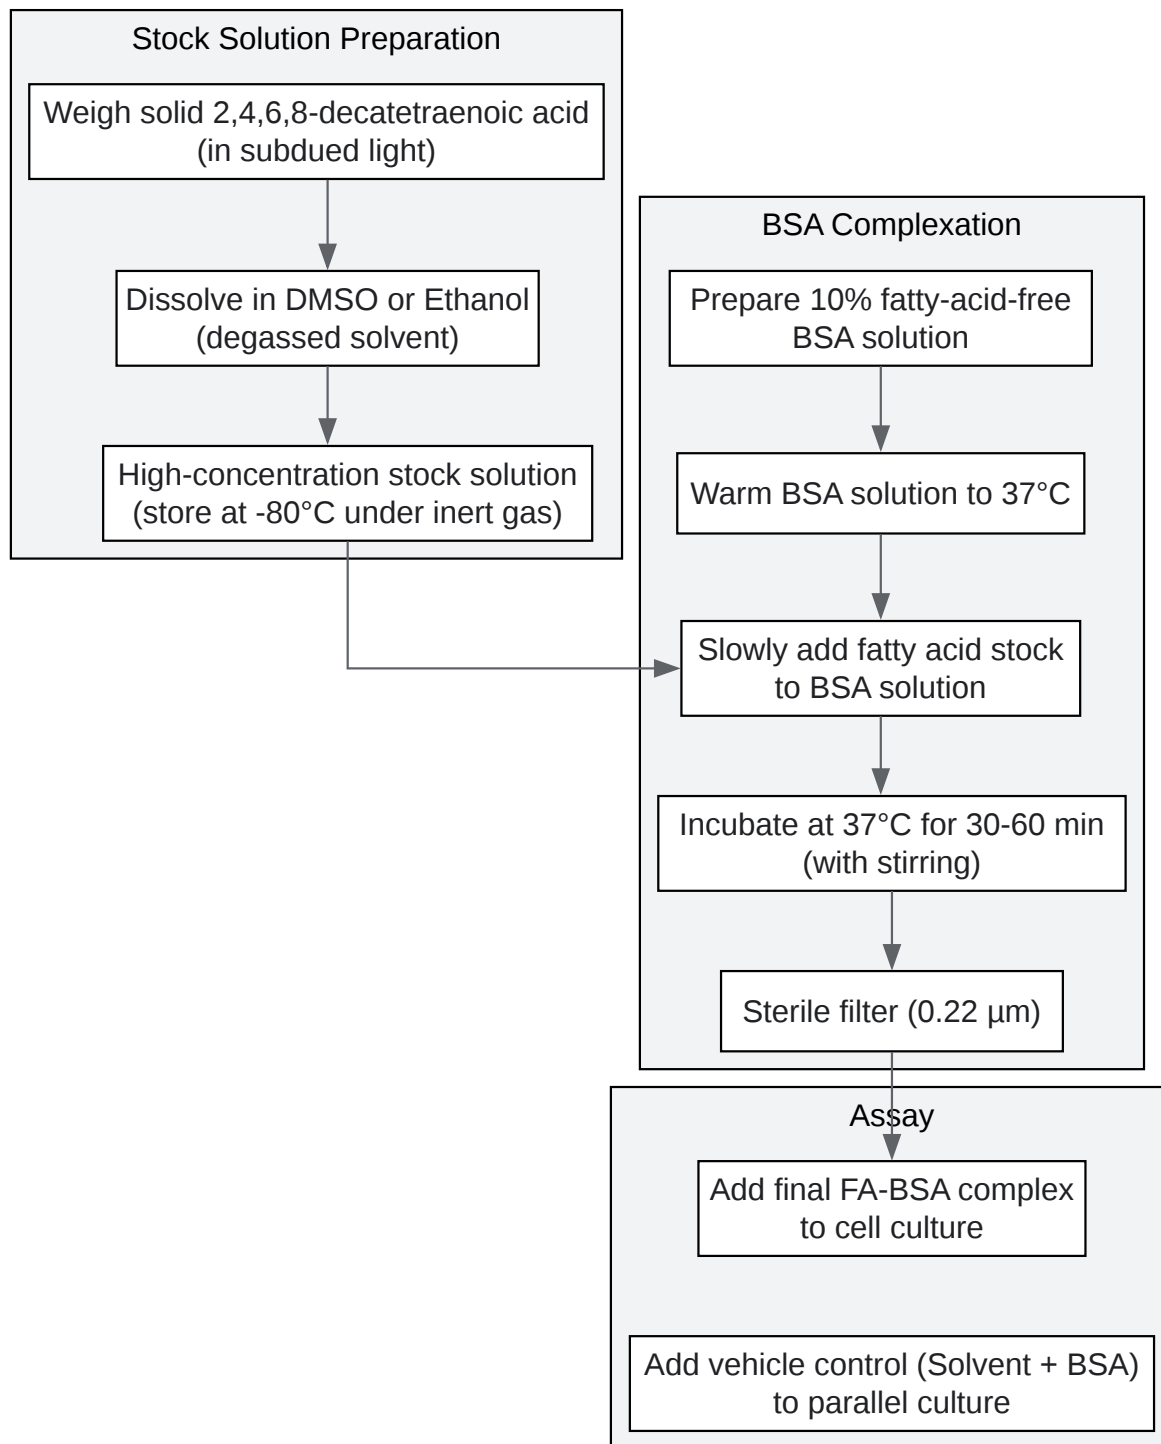 Stock Solution Preparation
Weigh solid 2,4,6,8-decatetraenoic acid
(in subdued light)
Dissolve in DMSO or Ethanol
(degassed solvent)
High-concentration stock solution
(store at -80°C under inert gas)
BSA Complexation
Prepare 10% fatty-acid-free
BSA solution
Warm BSA solution to 37°C
Slowly add fatty acid stock
to BSA solution
Incubate at 37°C for 30-60 min
(with stirring)
Sterile filter (0.22 µm)
Assay
Add final FA-BSA complex
to cell culture
Add vehicle control (Solvent + BSA)
to parallel culture